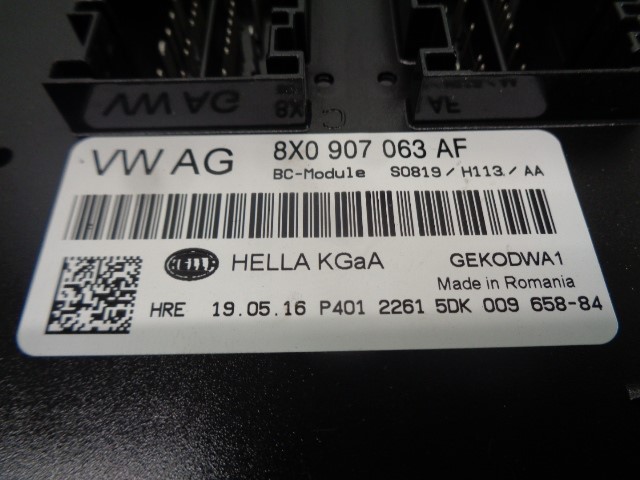 VW AG 8X0 907 063 AF
BC-Module S0819/ H113/ AA
HELLA HELLA KGaA GEKODWA1
Made in Romania
HRE 19.05.16 P401 2261 5DK 009 658-84